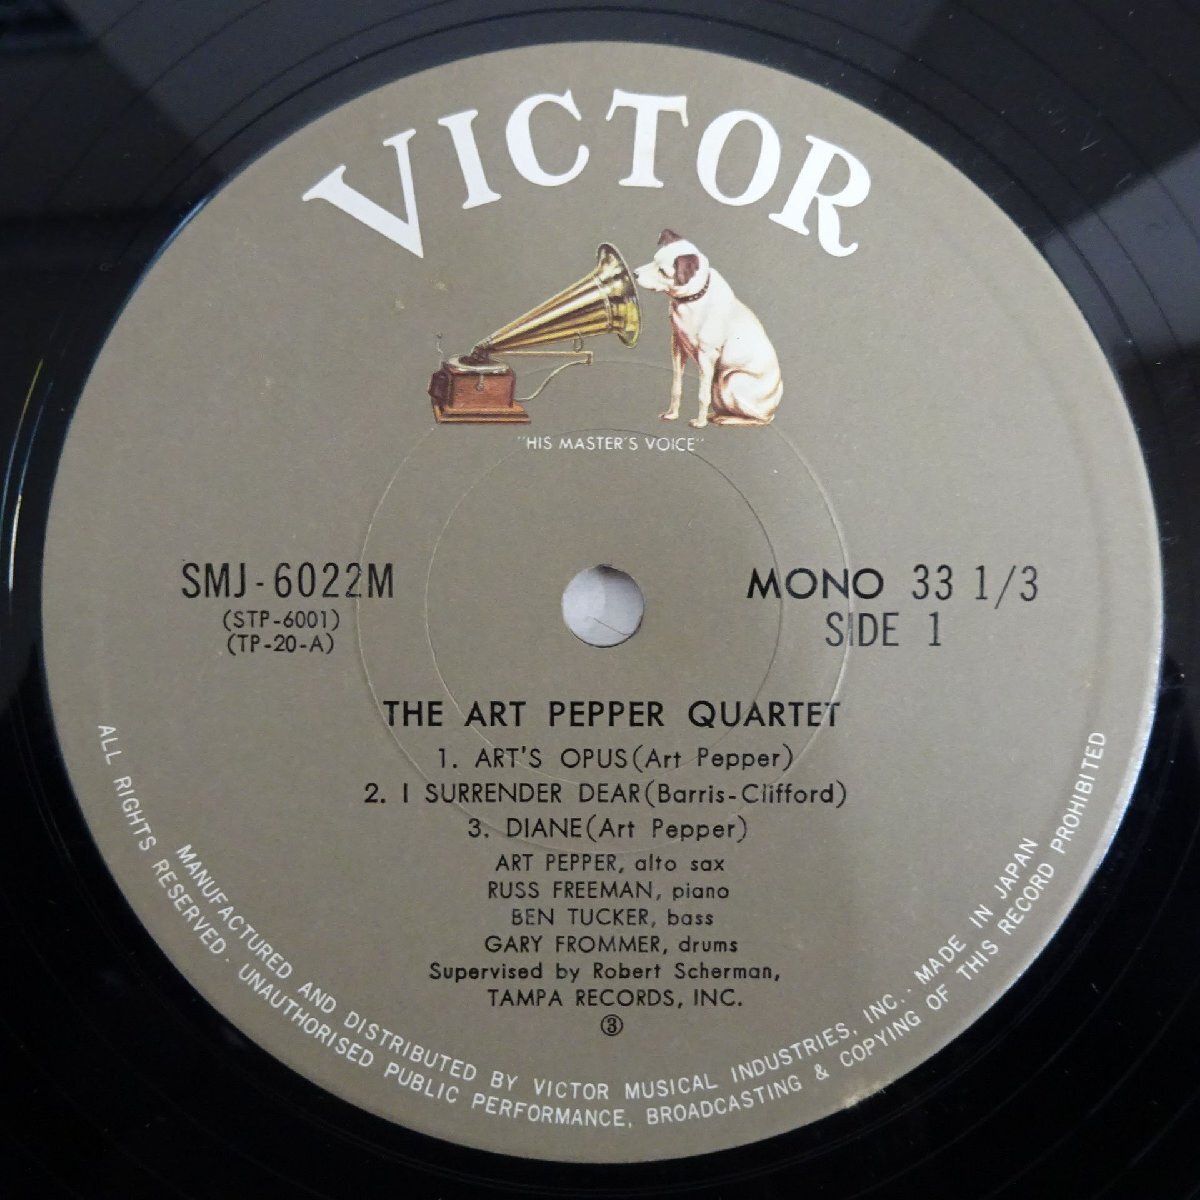 VICTOR
"HIS MASTER'S VOICE"
SMJ-6022M
(STP-6001)
(TP-20-A)
MONO 33 1/3
SIDE 1
THE ART PEPPER QUARTET
1. ART'S OPUS(Art Pepper)
2. I SURRENDER DEAR(Barris-Clifford)
3. DIANE(Art Pepper)
ART PEPPER, alto sax
RUSS FREEMAN, piano
BEN TUCKER, bass
GARY FROMMER, drums
Supervised by Robert Scherman,
TAMPA RECORDS, INC.
③
MANUFACTURED AND DISTRIBUTED BY VICTOR MUSICAL INDUSTRIES, INC.· MADE IN JAPAN
ALL RIGHTS RESERVED · UNAUTHORISED PUBLIC PERFORMANCE, BROADCASTING & COPYING OF THIS RECORD PROHIBITED